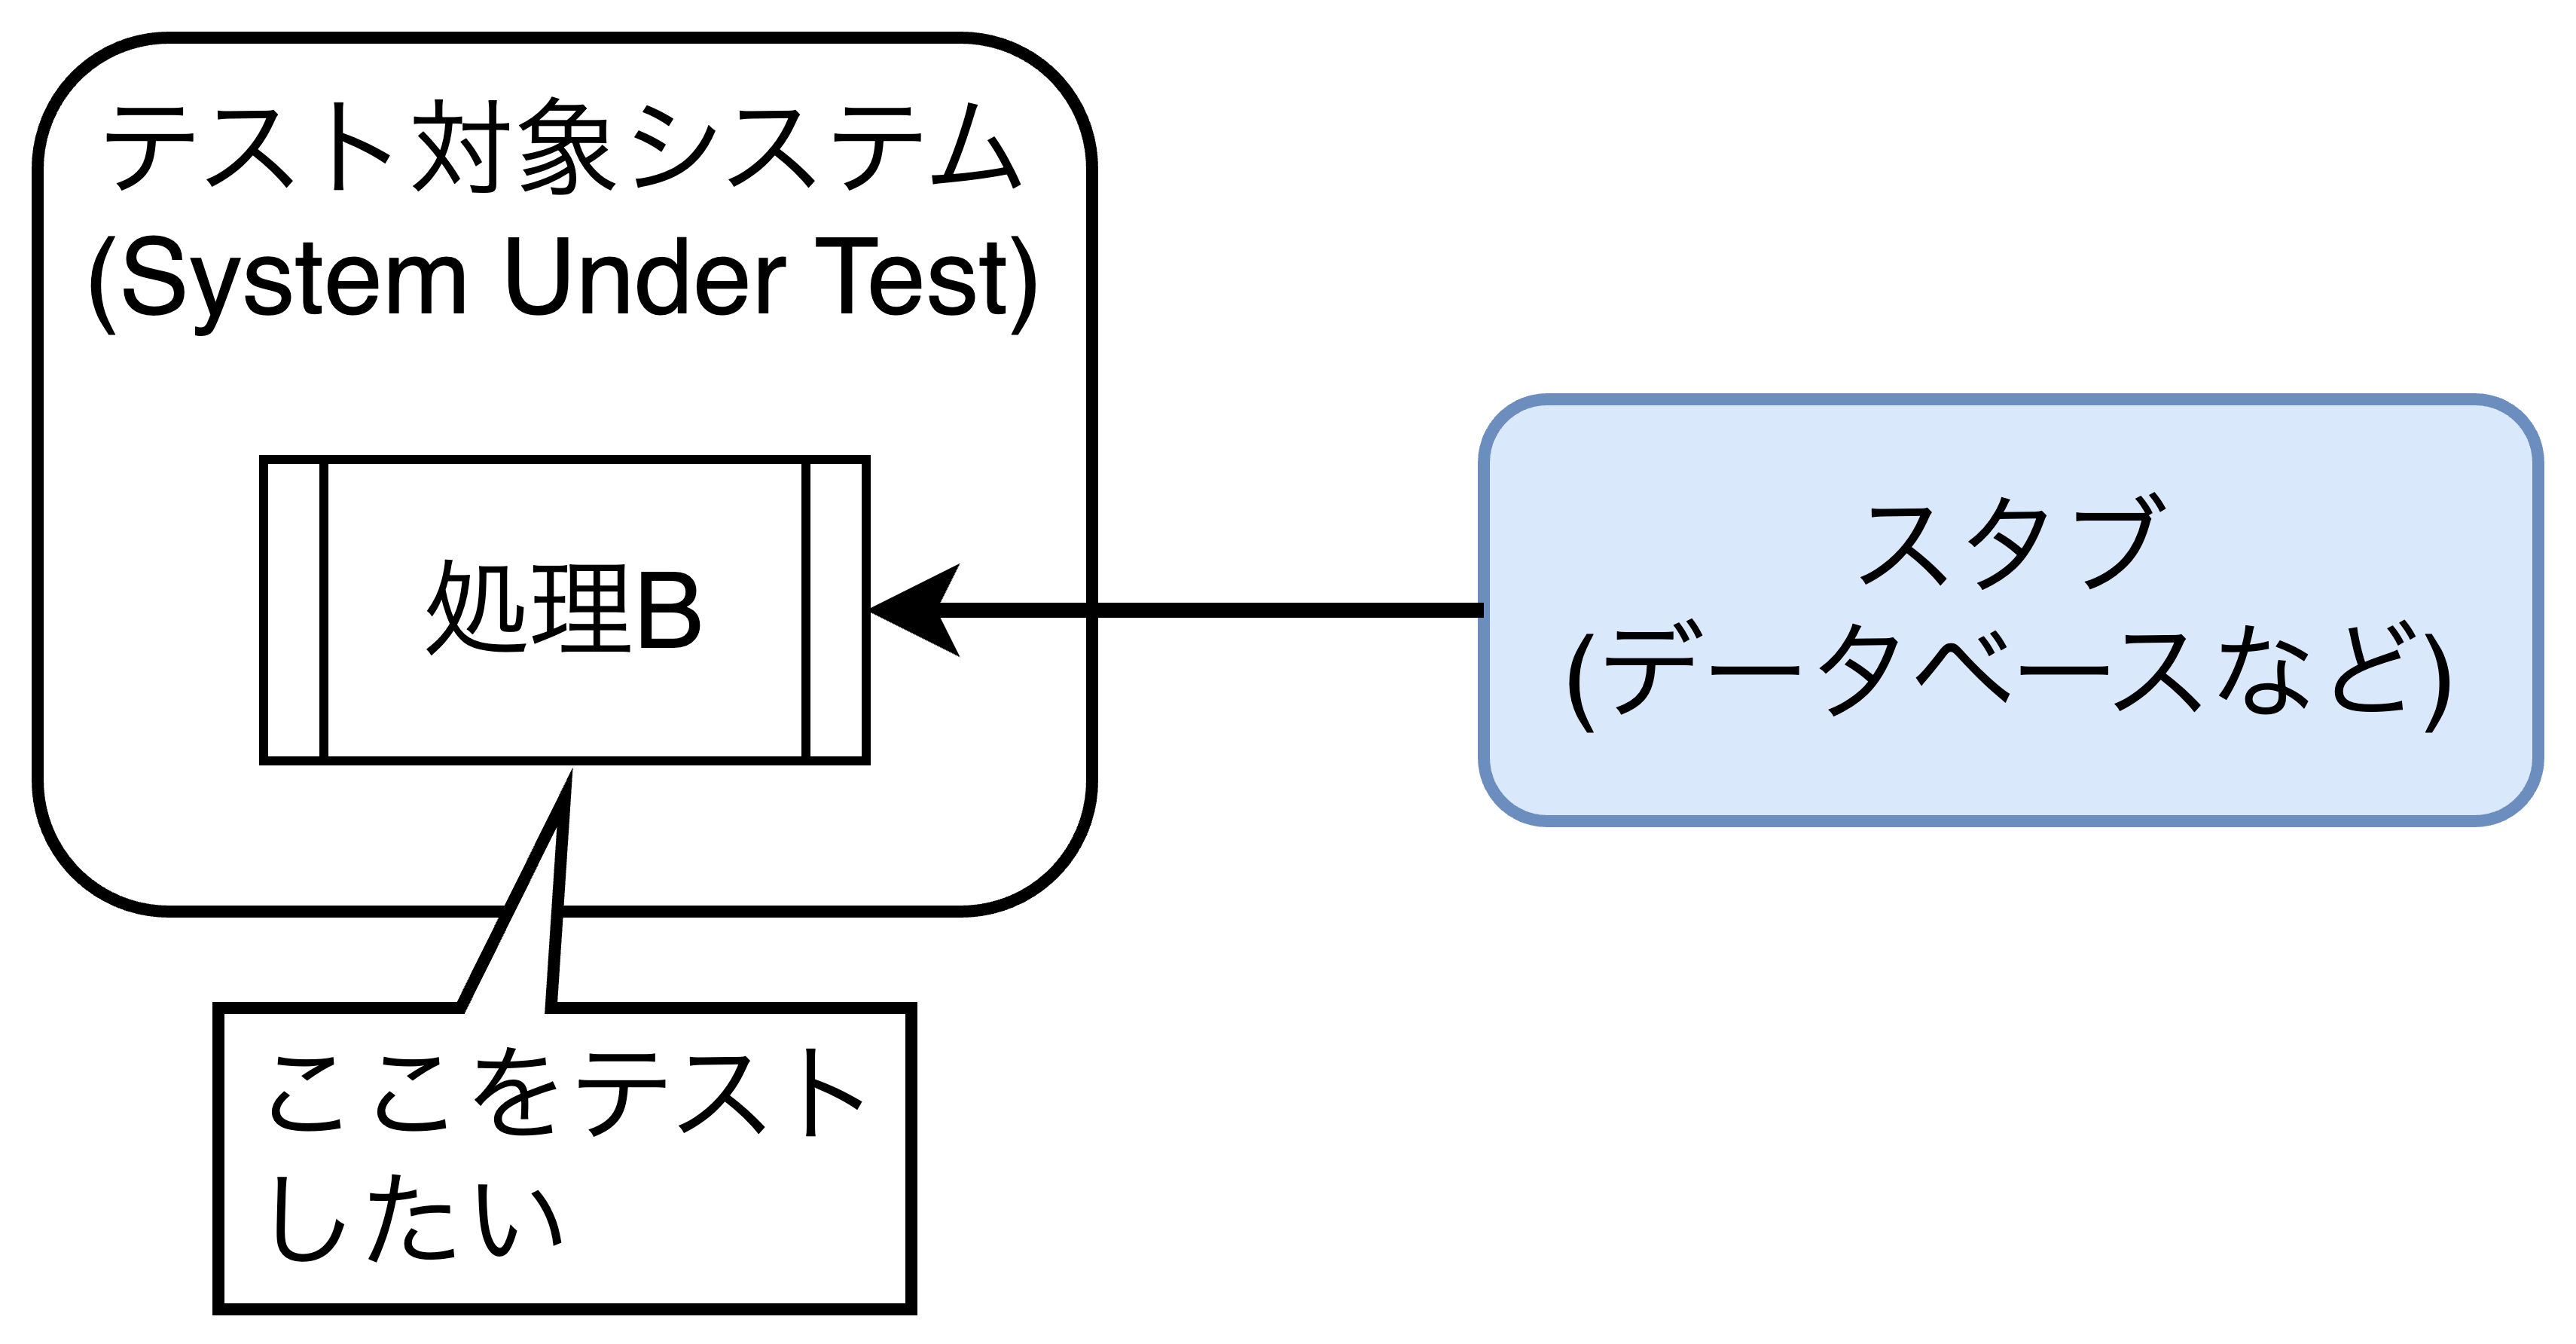 テスト対象システム
(System Under Test)
処理B
スタブ
(データベースなど)
ここをテスト
したい